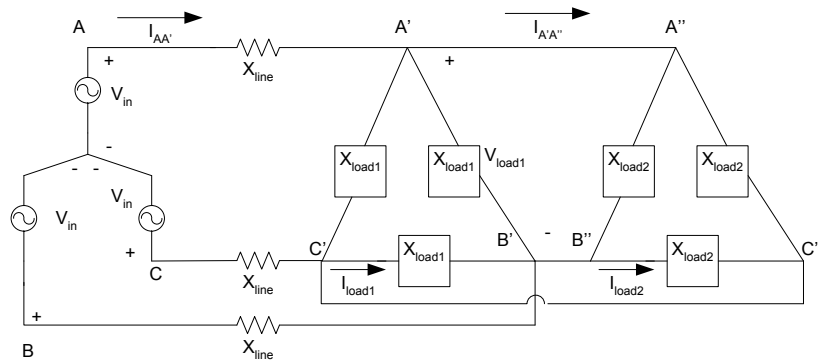 A
I_AA'
A'
I_A'A''
A''
+
X_line
+
V_in
-
- -
X_load1
X_load1
V_load1
X_load2
X_load2
V_in
V_in
+
C
X_line
C'
I_load1
X_load1
B'
-
B''
I_load2
X_load2
C'
+
X_line
B